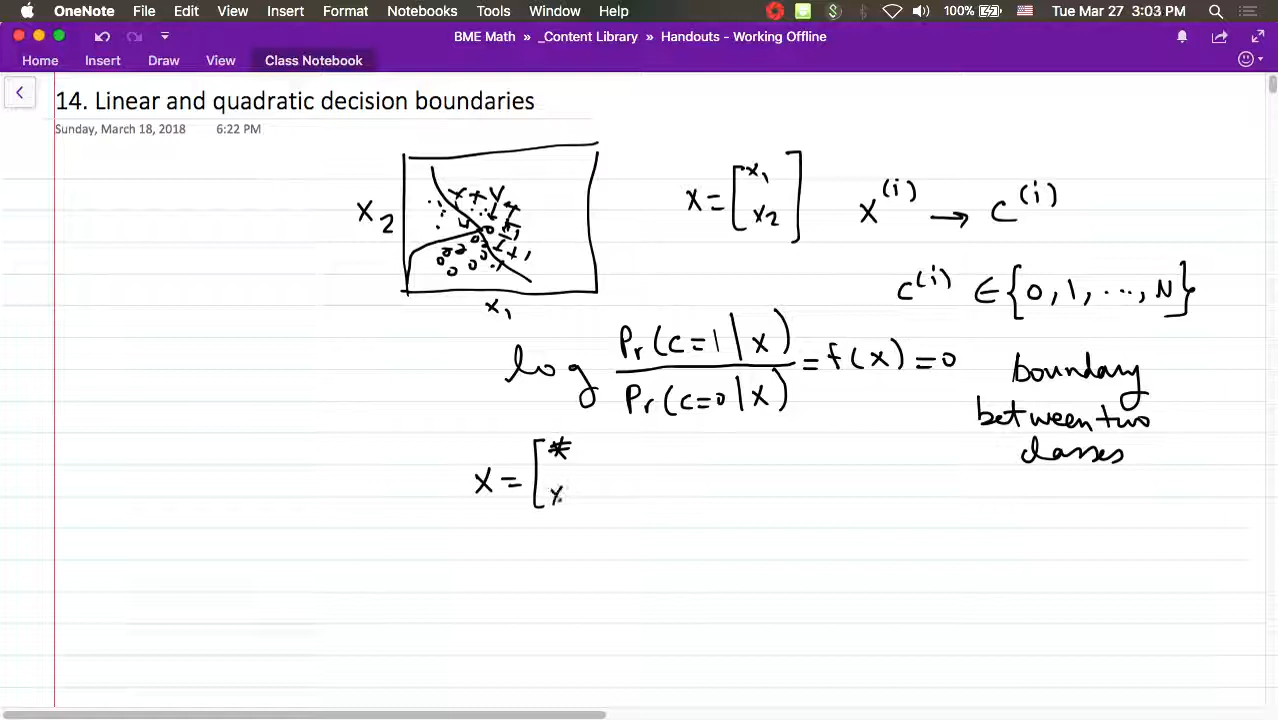 OneNote File Edit View Insert Format Notebooks Tools Window Help 100% Tue Mar 27 3:03 PM
BME Math » _Content Library » Handouts - Working Offline
Home Insert Draw View Class Notebook
14. Linear and quadratic decision boundaries
Sunday, March 18, 2018 6:22 PM
x2
x1
x = [x1 x2]
x^(i) → c^(i)
c^(i) ∈ {0, 1, ..., N}
log Pr(c=1|x) / Pr(c=0|x) = f(x) = 0
boundary
between two
classes
x = [*